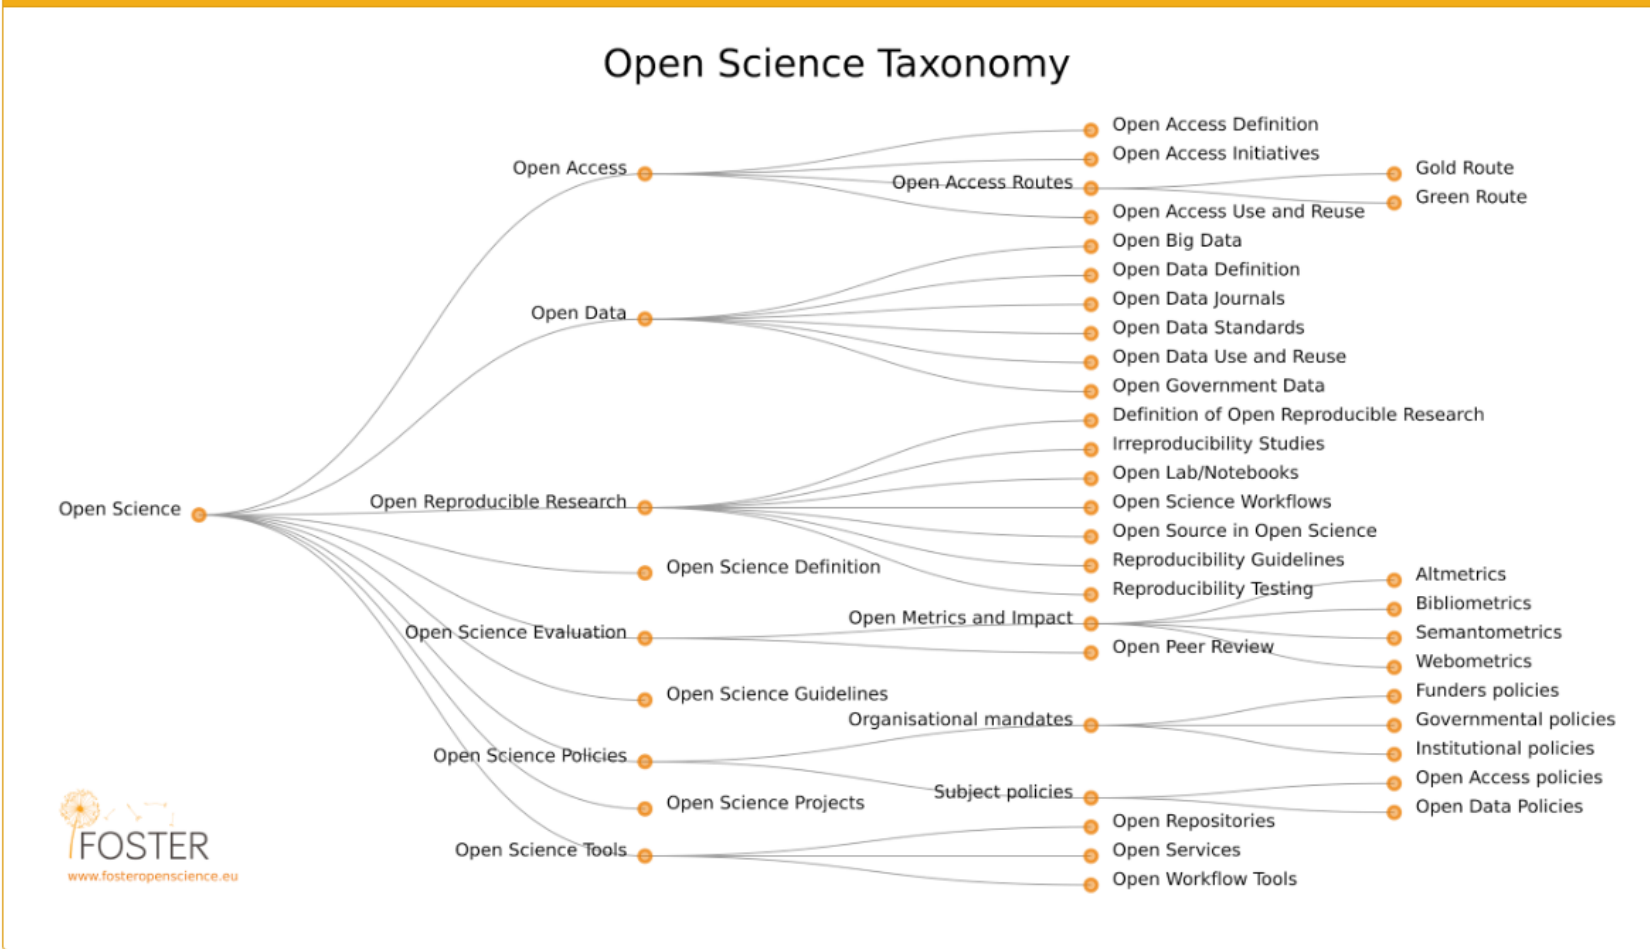 Open Science Taxonomy
Open Access Definition
Open Access Initiatives
Open Access
Gold Route
Open Access Routes
Green Route
Open Access Use and Reuse
Open Big Data
Open Data Definition
Open Data Journals
Open Data
Open Data Standards
Open Data Use and Reuse
Open Government Data
Definition of Open Reproducible Research
Irreproducibility Studies
Open Lab/Notebooks
Open Reproducible Research
Open Science Workflows
Open Science
Open Source in Open Science
Reproducibility Guidelines
Open Science Definition
Altmetrics
Reproducibility Testing
Bibliometrics
Open Metrics and Impact
Open Science Evaluation
Semantometrics
Open Peer Review
Webometrics
Open Science Guidelines
Funders policies
Organisational mandates
Governmental policies
Institutional policies
Open Science Policies
Open Access policies
Subject policies
Open Science Projects
Open Data Policies
Open Repositories
Open Science Tools
Open Services
Open Workflow Tools
FOSTER
www.fosteropenscience.eu